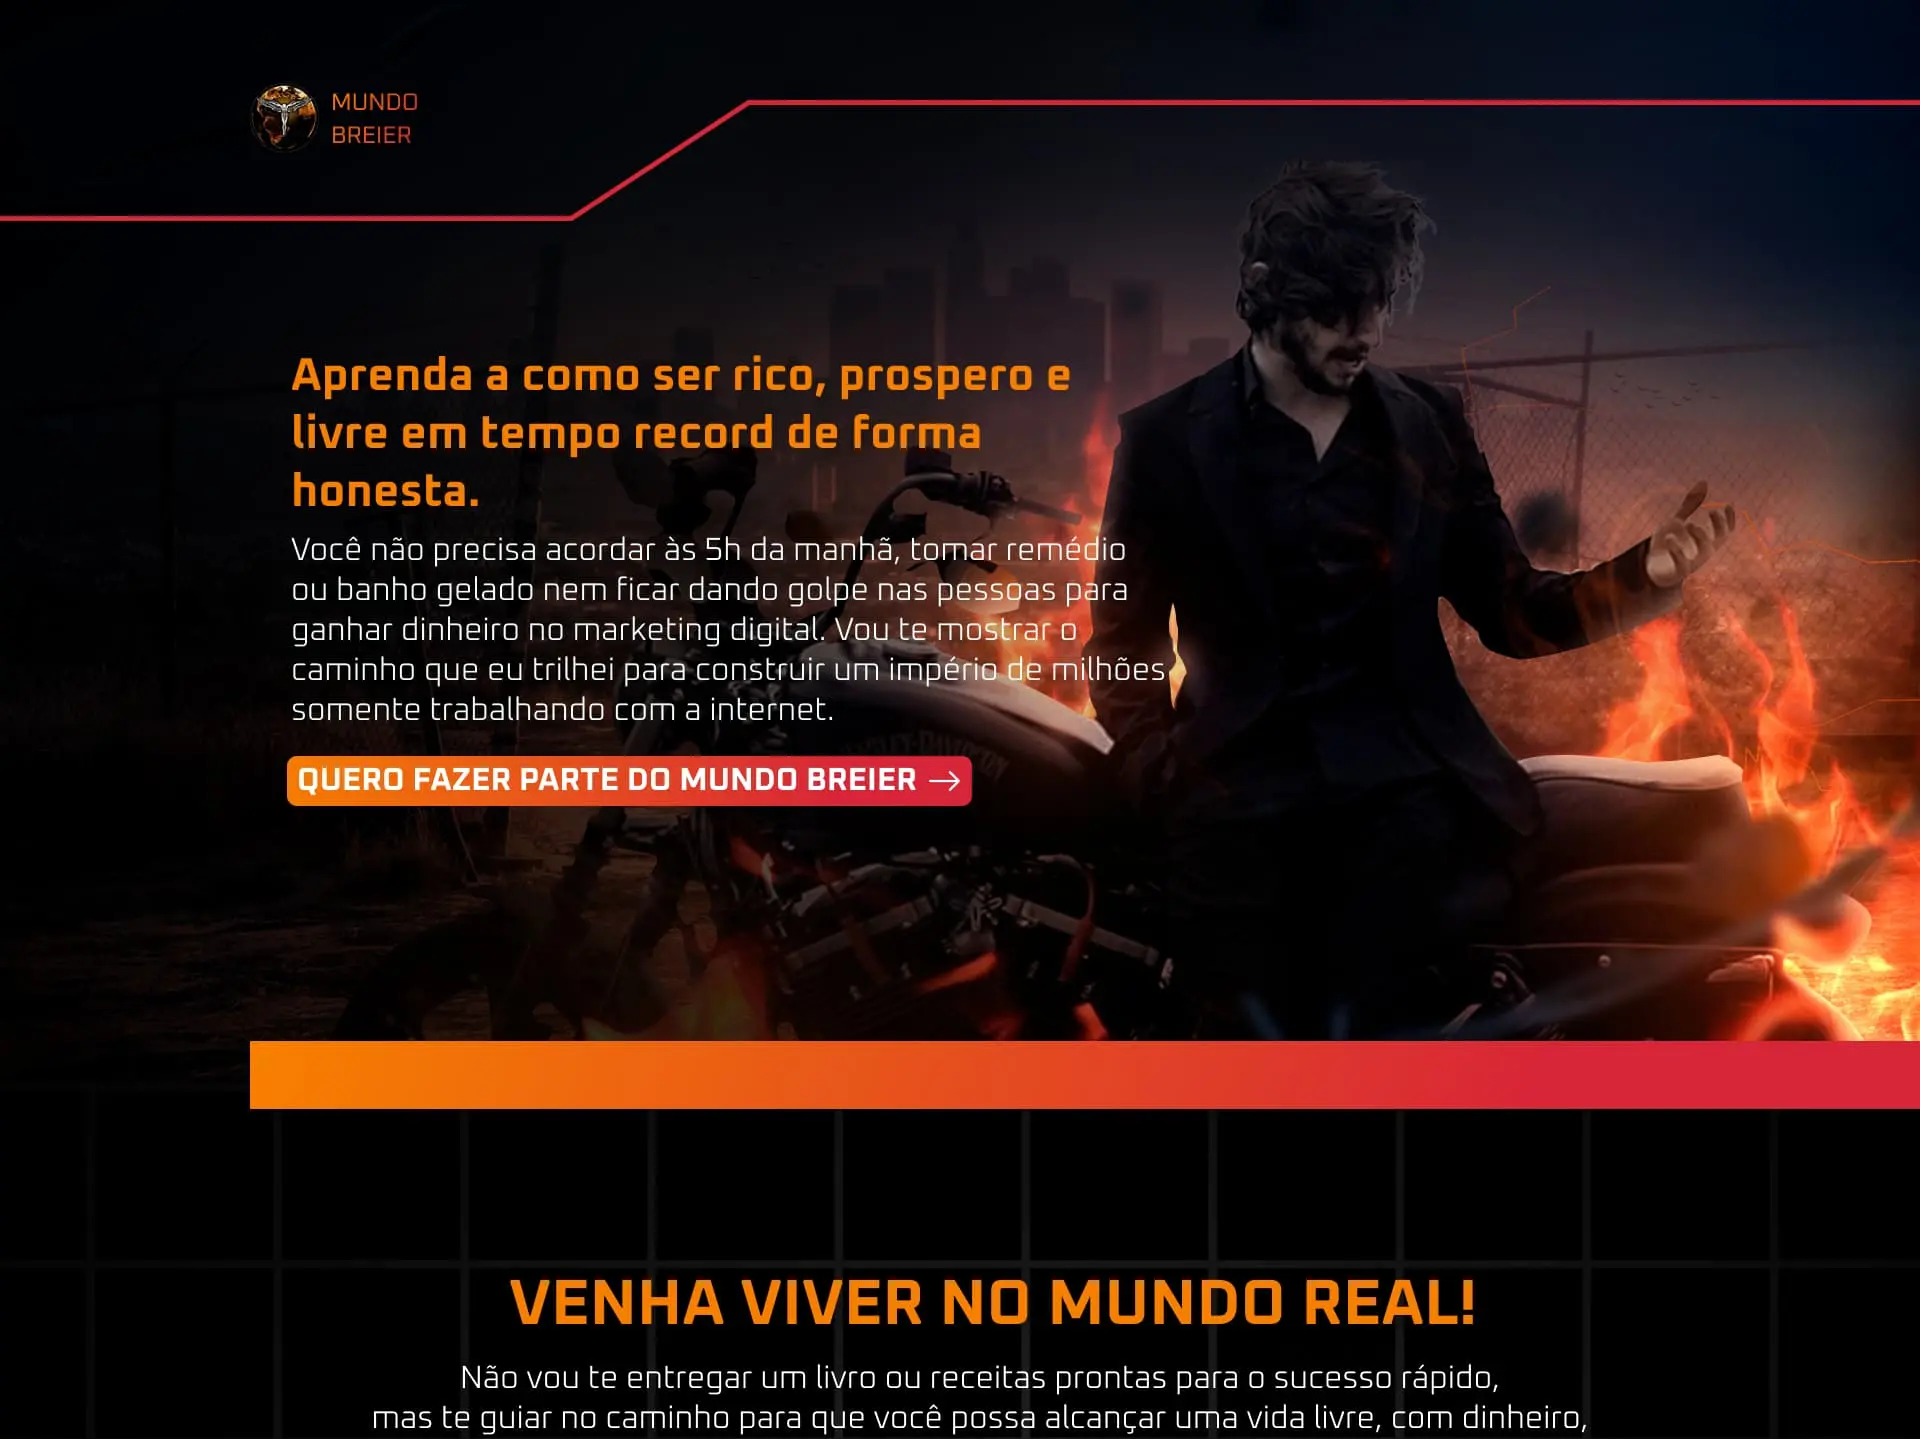 MUNDO
BREIER
Aprenda a como ser rico, prospero e
livre em tempo record de forma
honesta.
Você não precisa acordar às 5h da manhã, tomar remédio
ou banho gelado nem ficar dando golpe nas pessoas para
ganhar dinheiro no marketing digital. Vou te mostrar o
caminho que eu trilhei para construir um império de milhões
somente trabalhando com a internet.
HARLEY-DAVIDSON
QUERO FAZER PARTE DO MUNDO BREIER →
VENHA VIVER NO MUNDO REAL!
Não vou te entregar um livro ou receitas prontas para o sucesso rápido,
mas te guiar no caminho para que você possa alcançar uma vida livre, com dinheiro,